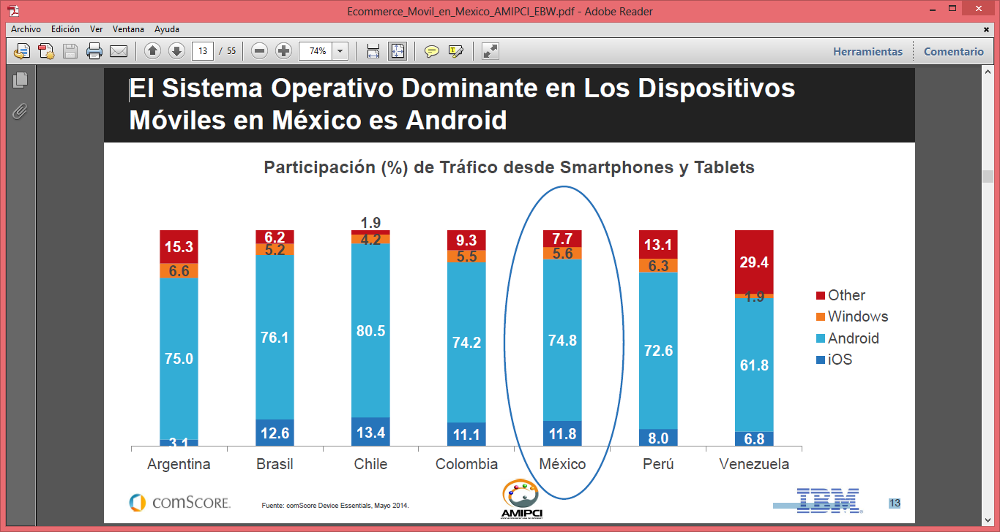 Ecommerce_Movil_en_Mexico_AMIPCI_EBW.pdf - Adobe Reader
Archivo Edición Ver Ventana Ayuda
13 / 55 74% Herramientas Comentario
El Sistema Operativo Dominante en Los Dispositivos
Móviles en México es Android
Participación (%) de Tráfico desde Smartphones y Tablets
1.9
15.3 6.2 4.2 9.3 7.7 13.1 29.4
6.6 5.2 5.5 5.6 6.3 1.9
75.0 76.1 80.5 74.2 74.8 72.6 61.8
3.1 12.6 13.4 11.1 11.8 8.0 6.8
Argentina Brasil Chile Colombia México Perú Venezuela
Other
Windows
Android
iOS
comScore.
Fuente: comScore Device Essentials, Mayo 2014.
AMIPCI
IBM
13